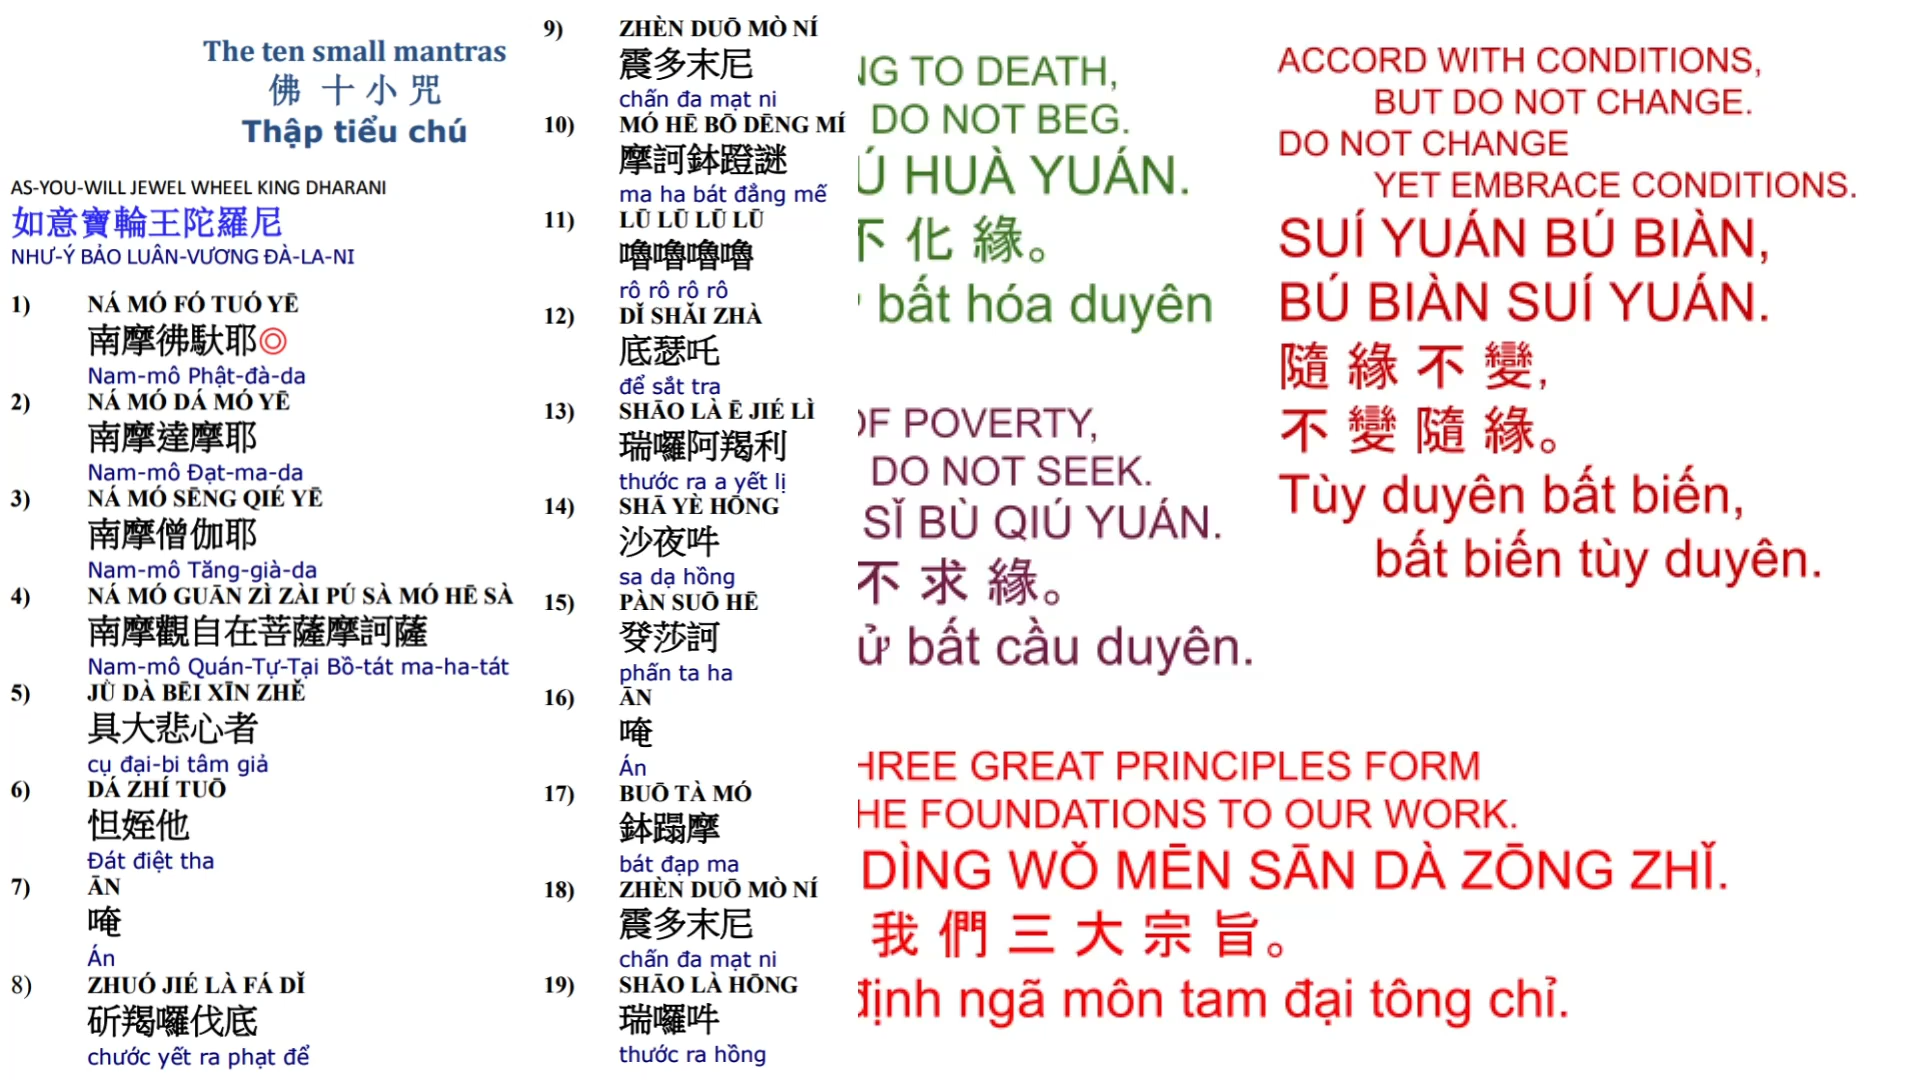 The ten small mantras
佛 十 小 咒
Thập tiểu chú
AS-YOU-WILL JEWEL WHEEL KING DHARANI
如意寶輪王陀羅尼
NHƯ-Ý BẢO LUÂN-VƯƠNG ĐÀ-LA-NI
1) NÁ MÓ FÓ TUÓ YĒ
南摩彿馱耶◎
Nam-mô Phật-đà-da
2) NÁ MÓ DÁ MÓ YĒ
南摩達摩耶
Nam-mô Đạt-ma-da
3) NÁ MÓ SĒNG QIÉ YĒ
南摩僧伽耶
Nam-mô Tăng-già-da
4) NÁ MÓ GUĀN ZÌ ZÀI PÚ SÀ MÓ HĒ SÀ
南摩觀自在菩薩摩訶薩
Nam-mô Quán-Tự-Tại Bồ-tát ma-ha-tát
5) JÙ DÀ BĒI XĪN ZHĚ
具大悲心者
cụ đại-bi tâm giả
6) DÁ ZHÍ TUŌ
怛姪他
Đát điệt tha
7) ĀN
唵
Án
8) ZHUÓ JIÉ LÀ FÁ DǏ
斫羯囉伐底
chước yết ra phạt để
9) ZHÈN DUŌ MÒ NÍ
震多末尼
chấn đa mạt ni
10) MÓ HĒ BŌ DĒNG MÍ
摩訶鉢蹬謎
ma ha bát đẳng mế
11) LŪ LŪ LŪ LŪ
嚕嚕嚕嚕
rô rô rô rô
12) DǏ SHǍI ZHÀ
底瑟吒
để sắt tra
13) SHĀO LÀ Ē JIÉ LÌ
瑞囉阿羯利
thước ra a yết lị
14) SHĀ YÈ HŌNG
沙夜吽
sa dạ hồng
15) PÀN SUŌ HĒ
癹莎訶
phấn ta ha
16) ĀN
唵
Án
17) BUŌ TÀ MÓ
鉢蹋摩
bát đạp ma
18) ZHÈN DUŌ MÒ NÍ
震多末尼
chấn đa mạt ni
19) SHĀO LÀ HŌNG
瑞囉吽
thước ra hồng
NG TO DEATH,
DO NOT BEG.
Ú HUÀ YUÁN.
不 化 緣。
bất hóa duyên
OF POVERTY,
DO NOT SEEK.
SǏ BÙ QIÚ YUÁN.
不 求 緣。
ử bất cầu duyên.
ACCORD WITH CONDITIONS,
BUT DO NOT CHANGE.
DO NOT CHANGE
YET EMBRACE CONDITIONS.
SUÍ YUÁN BÚ BIÀN,
BÚ BIÀN SUÍ YUÁN.
隨 緣 不 變,
不 變 隨 緣。
Tùy duyên bất biến,
bất biến tùy duyên.
HREE GREAT PRINCIPLES FORM
HE FOUNDATIONS TO OUR WORK.
DÌNG WǑ MĒN SĀN DÀ ZŌNG ZHǏ.
我 們 三 大 宗 旨。
định ngã môn tam đại tông chỉ.